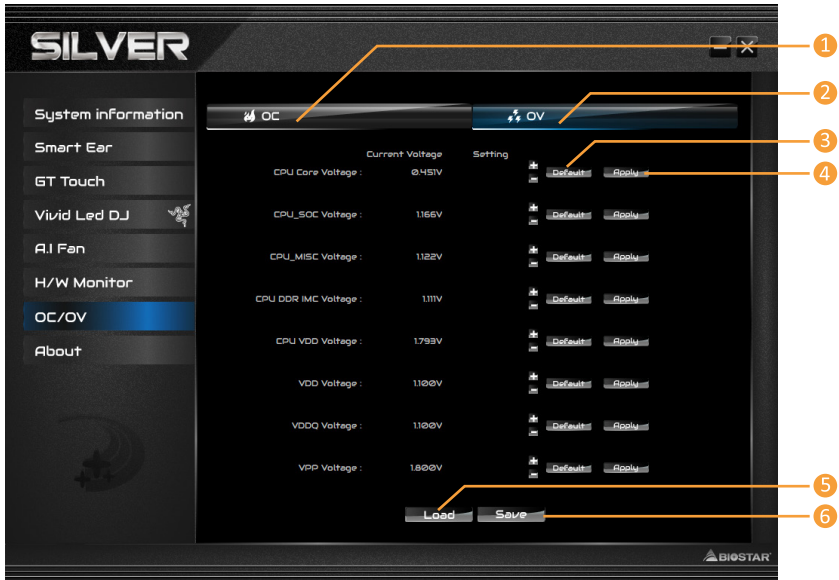 SILVER
1
2
OC
OV
System information
Smart Ear
GT Touch
Vivid Led DJ
A.I Fan
H/W Monitor
OC/OV
About
Current Voltage Setting
3
CPU Core Voltage : 0.451V + - Default Apply
4
CPU_SOC Voltage : 1.166V + - Default Apply
CPU_MISC Voltage : 1.122V + - Default Apply
CPU DDR IMC Voltage : 1.111V + - Default Apply
CPU VDD Voltage : 1.793V + - Default Apply
VDD Voltage : 1.100V + - Default Apply
VDDQ Voltage : 1.100V + - Default Apply
VPP Voltage : 1.800V + - Default Apply
5
Load Save
6
BIOSTAR